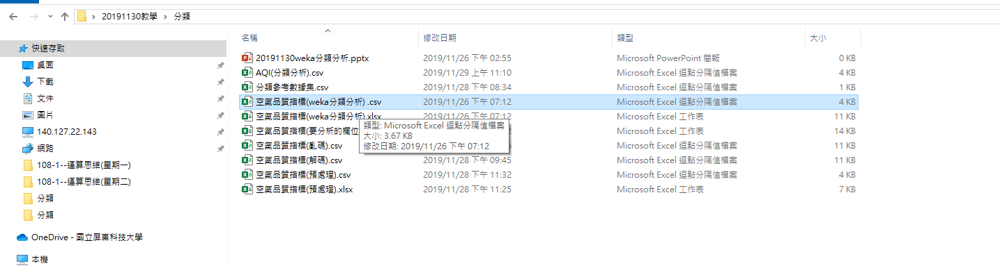 20191130教學 › 分類
名稱 修改日期 類型 大小
快速存取
桌面
下載
文件
圖片
140.127.22.143
網路
108-1--運算思維(星期一)
108-1--運算思維(星期二)
分類
分類
OneDrive - 國立屏東科技大學
本機
20191130weka分類分析.pptx 2019/11/26 下午 02:55 Microsoft PowerPoint 簡報 0 KB
AQI(分類分析).csv 2019/11/29 上午 11:10 Microsoft Excel 逗點分隔值檔案 4 KB
分類參考數據集.csv 2019/11/28 下午 08:34 Microsoft Excel 逗點分隔值檔案 1 KB
空氣品質指標(weka分類分析) .csv 2019/11/26 下午 07:12 Microsoft Excel 逗點分隔值檔案 4 KB
空氣品質指標(weka分類分析).xlsx 2019/11/26 下午 07:12 Microsoft Excel 工作表 11 KB
空氣品質指標(要分析的欄位 Microsoft Excel 工作表 14 KB
空氣品質指標(亂碼).csv Microsoft Excel 逗點分隔值檔案 11 KB
空氣品質指標(解碼).csv 2019/11/28 下午 09:45 Microsoft Excel 逗點分隔值檔案 11 KB
空氣品質指標(預處理).csv 2019/11/28 下午 11:32 Microsoft Excel 逗點分隔值檔案 4 KB
空氣品質指標(預處理).xlsx 2019/11/28 下午 11:25 Microsoft Excel 工作表 7 KB
類型: Microsoft Excel 逗點分隔值檔案
大小: 3.67 KB
修改日期: 2019/11/26 下午 07:12